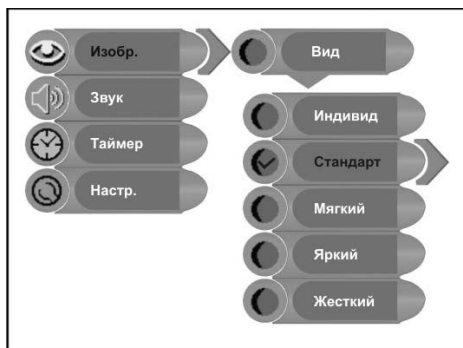 Изобр.
Звук
Таймер
Настр.
Вид
Индивид
Стандарт
Мягкий
Яркий
Жесткий